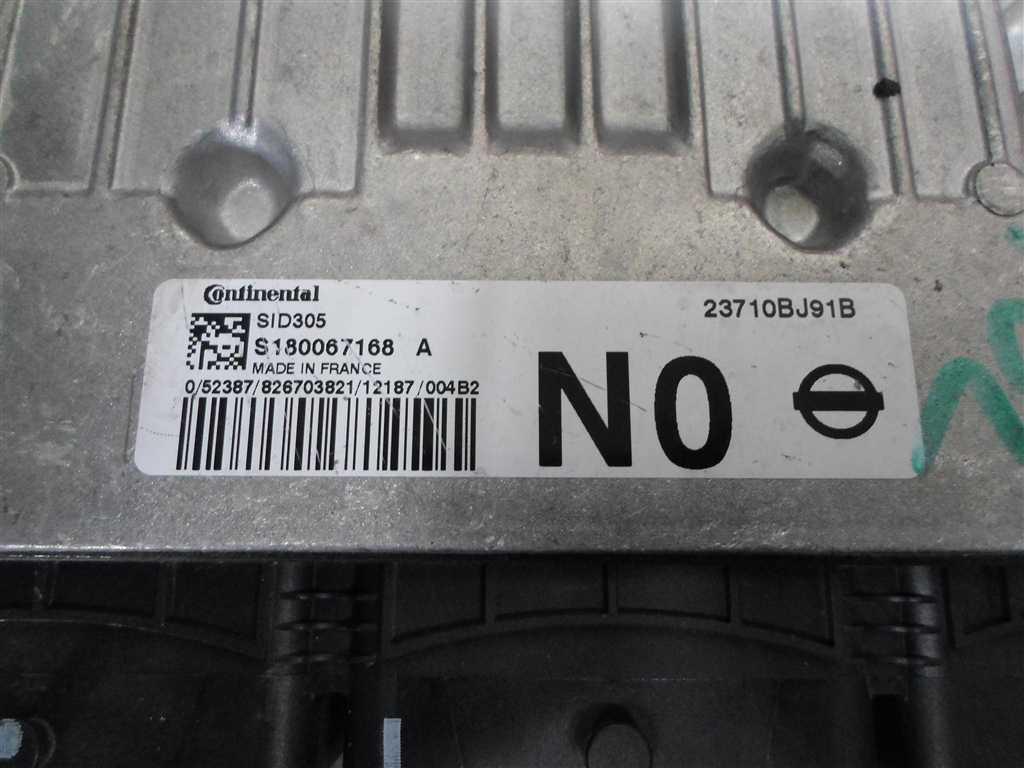 Continental
SID305
S180067168 A
MADE IN FRANCE
0/52387/826703821/12187/004B2
23710BJ91B
N0